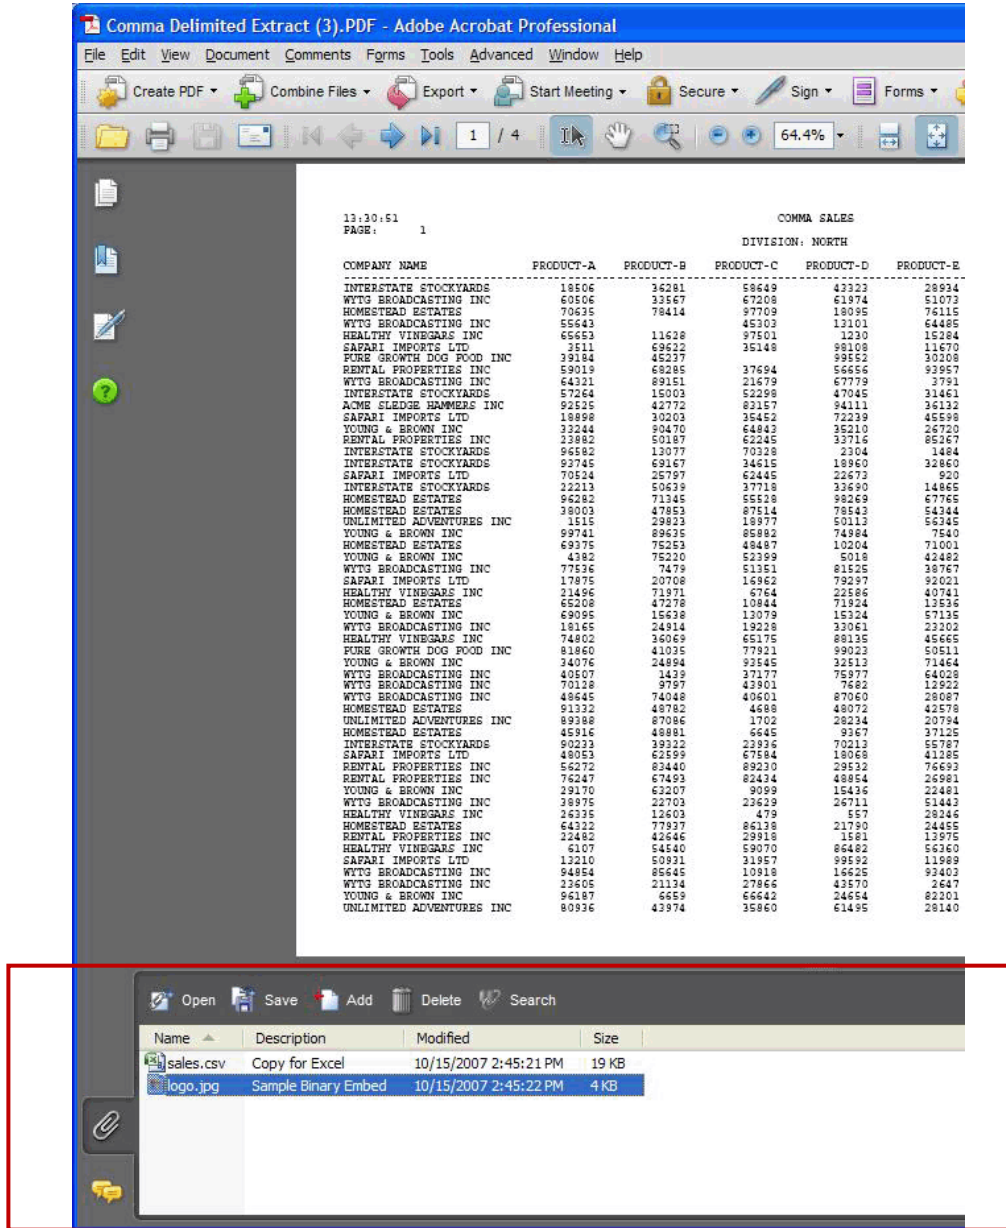 Comma Delimited Extract (3).PDF - Adobe Acrobat Professional
File Edit View Document Comments Forms Tools Advanced Window Help
Create PDF Combine Files Export Start Meeting Secure Sign Forms
1 / 4 64.4%
13:30:51 COMMA SALES
PAGE: 1
DIVISION: NORTH
COMPANY NAME PRODUCT-A PRODUCT-B PRODUCT-C PRODUCT-D PRODUCT-E
INTERSTATE STOCKYARDS 18506 36281 58649 43323 28934
WYTG BROADCASTING INC 60506 33567 67208 61974 51073
HOMESTEAD ESTATES 70635 78414 97709 18095 76115
WYTG BROADCASTING INC 55643 45303 13101 64485
HEALTHY VINEGARS INC 65653 11628 97501 1230 15284
SAFARI IMPORTS LTD 3511 69622 35148 98108 11670
PURE GROWTH DOG FOOD INC 39184 45237 99552 30208
RENTAL PROPERTIES INC 59019 68285 37694 56656 93957
WYTG BROADCASTING INC 64321 89151 21679 67779 3791
INTERSTATE STOCKYARDS 57264 15003 52298 47045 31461
ACME SLEDGE HAMMERS INC 92525 42772 83157 94111 36132
SAFARI IMPORTS LTD 18898 30203 35452 72239 45598
YOUNG & BROWN INC 33244 90470 64843 35210 26720
RENTAL PROPERTIES INC 23882 50187 62245 33716 85267
INTERSTATE STOCKYARDS 96582 13077 70328 2304 1484
INTERSTATE STOCKYARDS 93745 69167 34615 18960 32860
SAFARI IMPORTS LTD 70524 25797 62445 22673 920
INTERSTATE STOCKYARDS 22213 50639 37718 33690 14865
HOMESTEAD ESTATES 96282 71345 55528 98269 67765
HOMESTEAD ESTATES 38003 47853 87514 78543 54344
UNLIMITED ADVENTURES INC 1515 29823 18977 50113 56345
YOUNG & BROWN INC 99741 89635 85882 74984 7540
HOMESTEAD ESTATES 69375 75253 48487 10204 71001
YOUNG & BROWN INC 4382 75220 52399 5018 42482
WYTG BROADCASTING INC 77536 7479 51351 81525 38767
SAFARI IMPORTS LTD 17875 20708 16962 79297 92021
HEALTHY VINEGARS INC 21496 71971 6764 22586 40741
HOMESTEAD ESTATES 65208 47278 10844 71924 13536
YOUNG & BROWN INC 69095 15638 13079 15324 57135
WYTG BROADCASTING INC 18165 24914 19228 33061 23202
HEALTHY VINEGARS INC 74802 36069 65175 88135 45665
PURE GROWTH DOG FOOD INC 81860 41035 77921 99023 50511
YOUNG & BROWN INC 34076 24894 93545 32513 71464
WYTG BROADCASTING INC 40507 1439 37177 75977 64028
WYTG BROADCASTING INC 70128 9797 43901 7682 12922
WYTG BROADCASTING INC 48645 74048 40601 87060 28087
HOMESTEAD ESTATES 91332 48782 4688 48072 42578
UNLIMITED ADVENTURES INC 89388 87086 1702 28234 20794
HOMESTEAD ESTATES 45916 48881 6645 9367 37125
INTERSTATE STOCKYARDS 90233 39322 23936 70213 55787
SAFARI IMPORTS LTD 48053 62599 67584 18068 41285
RENTAL PROPERTIES INC 56272 83440 89230 29532 76693
RENTAL PROPERTIES INC 76247 67493 82434 48854 26981
YOUNG & BROWN INC 29170 63207 9099 15436 22481
WYTG BROADCASTING INC 38975 22703 23629 26711 51443
HEALTHY VINEGARS INC 26335 12603 479 557 28246
HOMESTEAD ESTATES 64322 77937 86138 21790 24455
RENTAL PROPERTIES INC 22482 42646 29918 1581 13975
HEALTHY VINEGARS INC 6107 54540 59070 86482 56360
SAFARI IMPORTS LTD 13210 50931 31957 99592 11989
WYTG BROADCASTING INC 94854 85645 10918 16625 93403
WYTG BROADCASTING INC 23605 21134 27866 43570 2647
YOUNG & BROWN INC 96187 6659 66642 24654 82201
UNLIMITED ADVENTURES INC 80936 43974 35860 61495 28140
Open Save Add Delete Search
Name Description Modified Size
sales.csv Copy for Excel 10/15/2007 2:45:21 PM 19 KB
logo.jpg Sample Binary Embed 10/15/2007 2:45:22 PM 4 KB